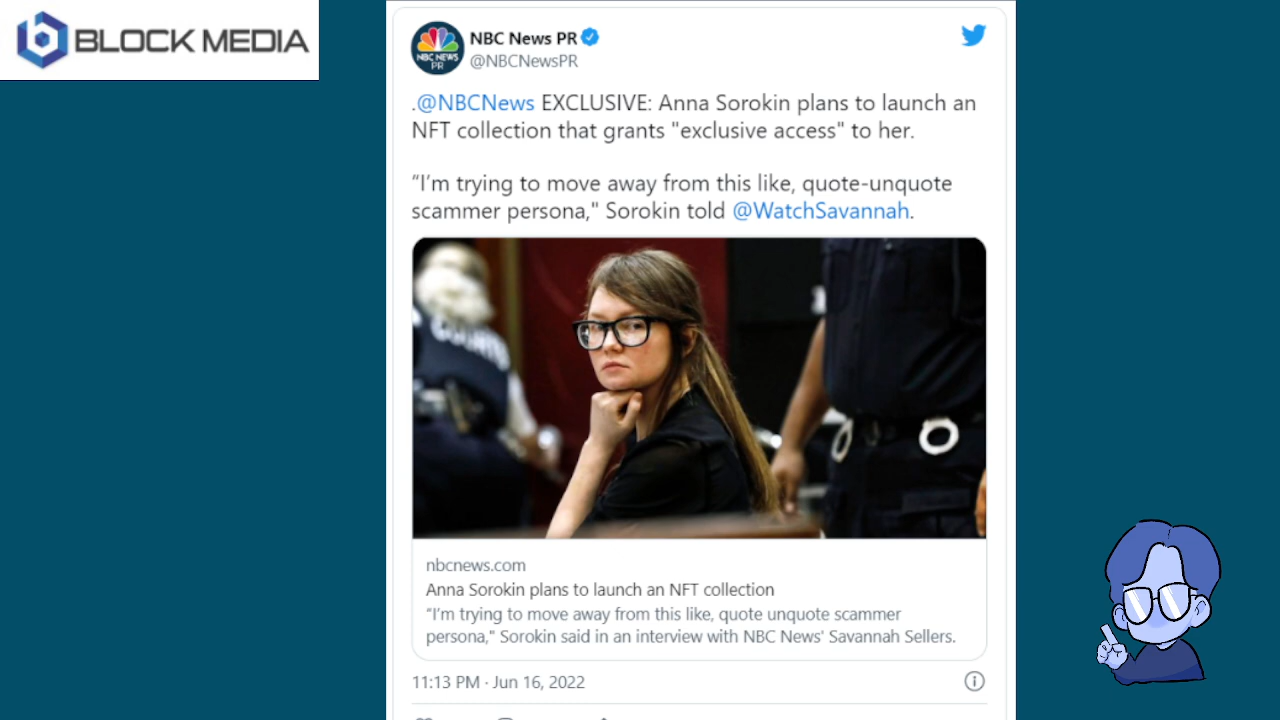 BLOCK MEDIA
NBC News PR
@NBCNewsPR
NBC NEWS
PR
.@NBCNews EXCLUSIVE: Anna Sorokin plans to launch an
NFT collection that grants "exclusive access" to her.
“I’m trying to move away from this like, quote-unquote
scammer persona," Sorokin told @WatchSavannah.
nbcnews.com
Anna Sorokin plans to launch an NFT collection
“I’m trying to move away from this like, quote unquote scammer
persona," Sorokin said in an interview with NBC News' Savannah Sellers.
11:13 PM · Jun 16, 2022